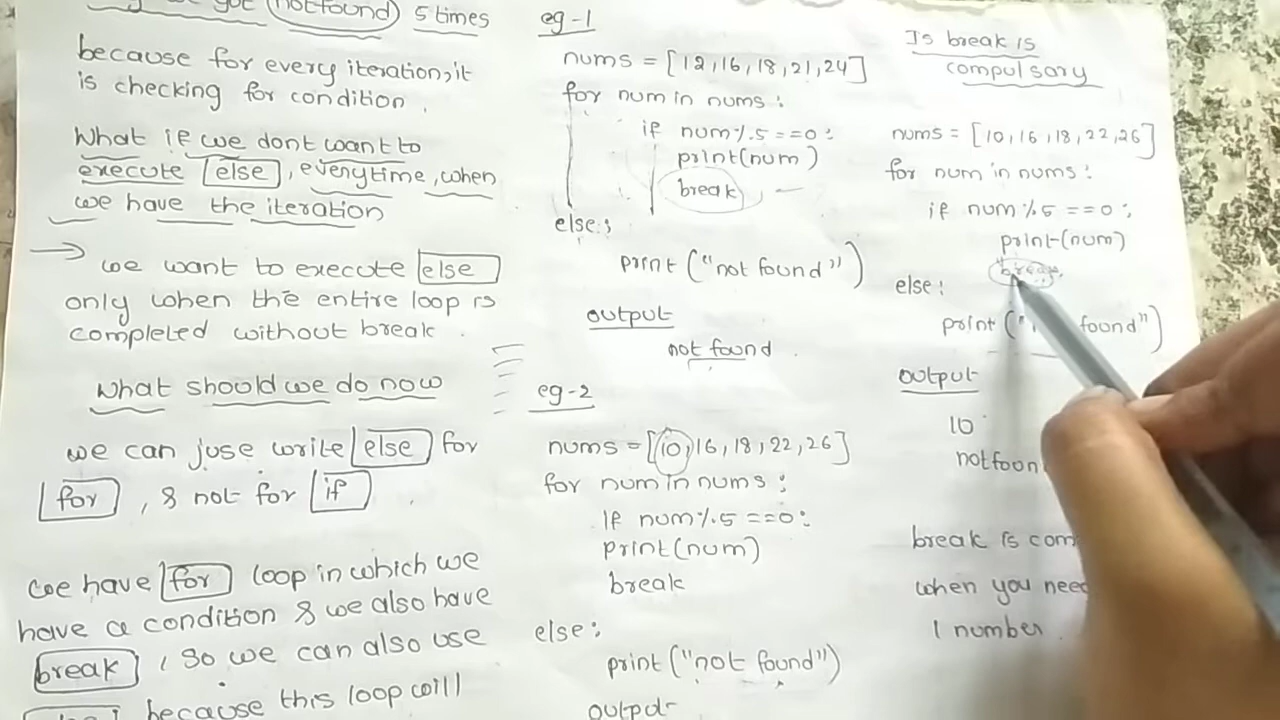 got notfound 5 times
because for every iteration, it
is checking for condition.
What if we dont want to
execute else, everytime, when
we have the iteration
→ we want to execute else
only when the entire loop is
completed without break.
What should we do now
we can juse write else for
for, & not for if.
we have for loop in which we
have a condition & we also have
break, so we can also use
because this loop will
eg-1
nums = [12,16,18,21,24]
for num in nums:
if num%5==0:
print(num)
break
else:
print("not found")
output
not found
eg-2
nums = [10,16,18,22,26]
for num in nums:
If num%5==0:
print(num)
break
else:
print("not found")
output
Is break is
compulsory
nums = [10,16,18,22,26]
for num in nums:
if num%5==0:
print(num)
break
else:
print(" found")
output
10
break is
when you
1 number